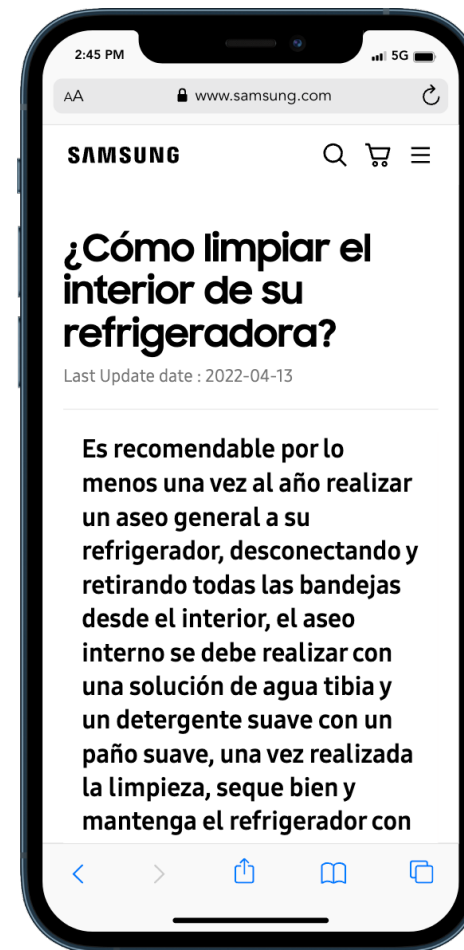 2:45 PM
5G
AA
www.samsung.com
SAMSUNG
¿Cómo limpiar el
interior de su
refrigeradora?
Last Update date : 2022-04-13
Es recomendable por lo
menos una vez al año realizar
un aseo general a su
refrigerador, desconectando y
retirando todas las bandejas
desde el interior, el aseo
interno se debe realizar con
una solución de agua tibia y
un detergente suave con un
paño suave, una vez realizada
la limpieza, seque bien y
mantenga el refrigerador con